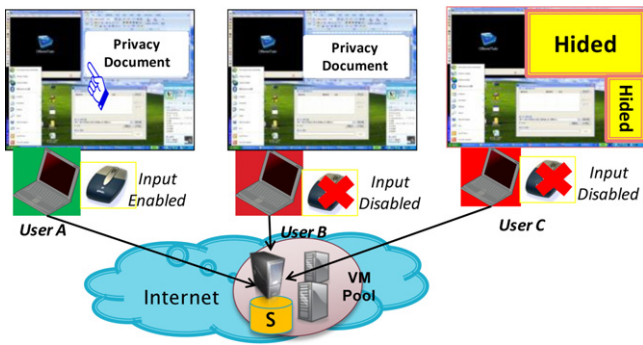 Privacy
Document
Privacy
Document
Hided
Hided
Input
Enabled
Input
Disabled
Input
Disabled
User A
User B
User C
Internet
VM
Pool
S